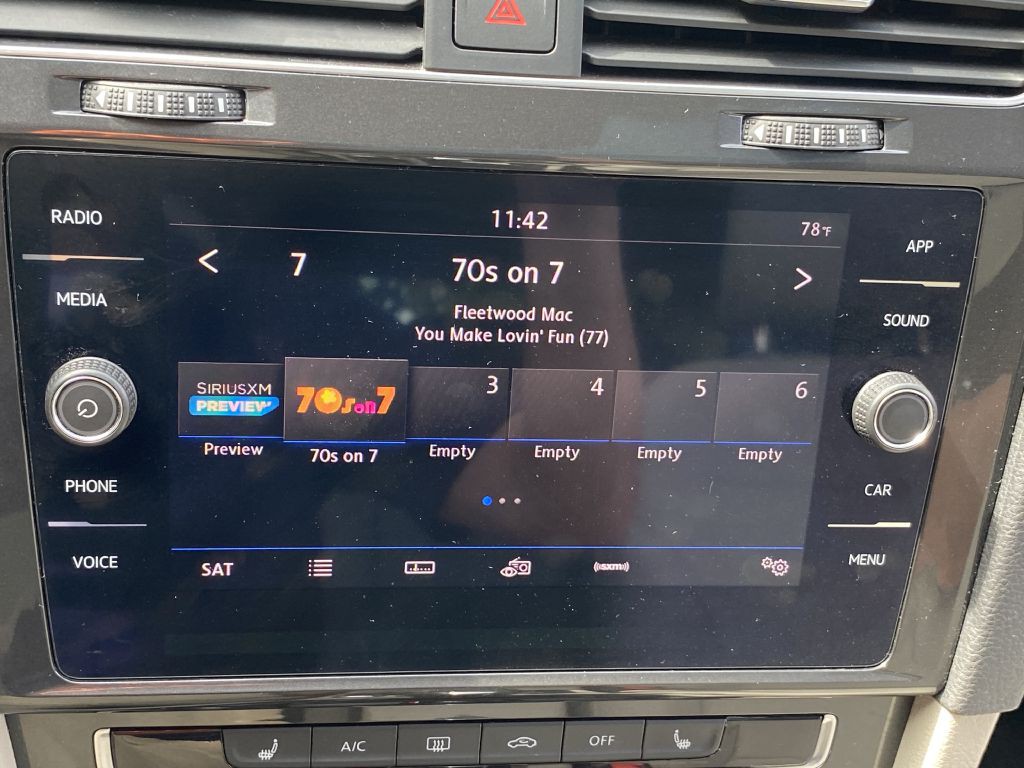 RADIO
MEDIA
PHONE
VOICE
11:42
78°F
7
70s on 7
Fleetwood Mac
You Make Lovin' Fun (77)
SIRIUSXM
PREVIEW
70s on 7
3
4
5
6
Preview
70s on 7
Empty
Empty
Empty
Empty
SAT
((sxm))
APP
SOUND
CAR
MENU
A/C
OFF